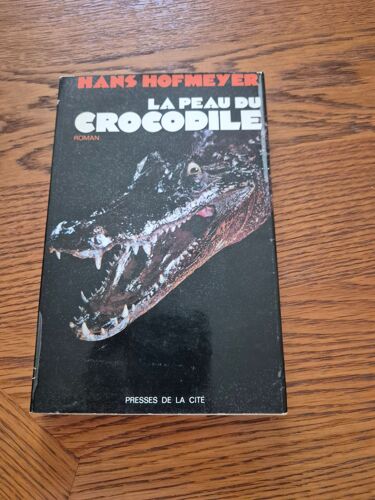 HANS HOFMEYER
LA PEAU DU
CROCODILE
ROMAN
PRESSES DE LA CITÉ